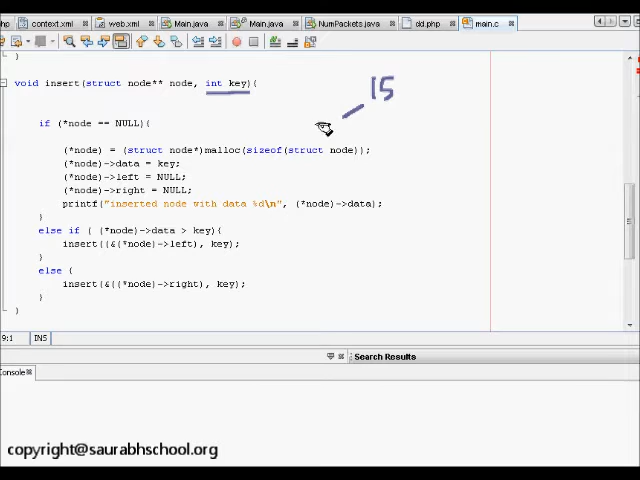 hp context.xml web.xml Main.java Main.java NumPackets.java dd.php main.c
}
void insert(struct node** node, int key){
15
if (*node == NULL){
(*node) = (struct node*)malloc(sizeof(struct node));
(*node)->data = key;
(*node)->left = NULL;
(*node)->right = NULL;
printf("inserted node with data %d\n", (*node)->data);
}
else if ( (*node)->data > key){
insert((&(*node)->left), key);
}
else {
insert(&((*node)->right), key);
}
}
9:1 INS
Search Results
Console
copyright@saurabhschool.org